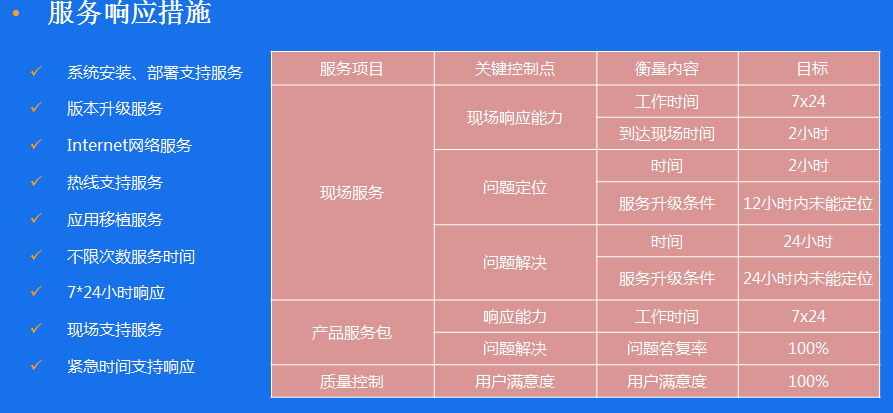 服务响应措施
系统安装、部署支持服务
版本升级服务
Internet网络服务
热线支持服务
应用移植服务
不限次数服务时间
7*24小时响应
现场支持服务
紧急时间支持响应
服务项目 关键控制点 衡量内容 目标
现场服务 现场响应能力 工作时间 7x24
到达现场时间 2小时
问题定位 时间 2小时
服务升级条件 12小时内未能定位
问题解决 时间 24小时
服务升级条件 24小时内未能定位
产品服务包 响应能力 工作时间 7x24
问题解决 问题答复率 100%
质量控制 用户满意度 用户满意度 100%